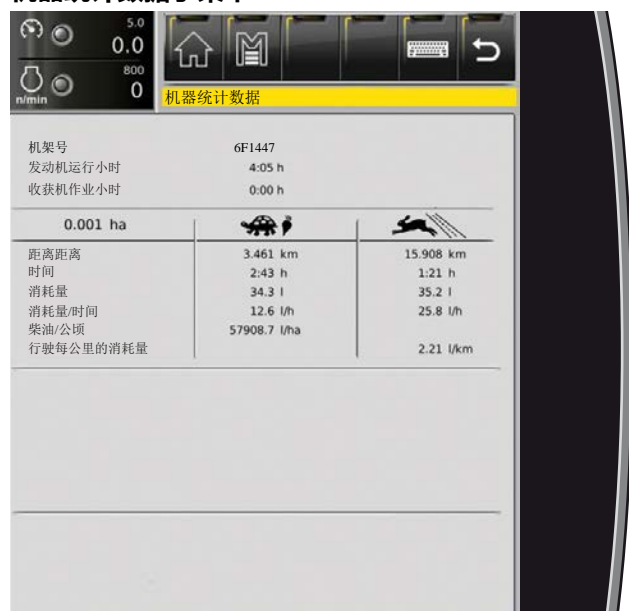 5.0
0.0
800
n/min 0
机器统计数据
机架号 6F1447
发动机运行小时 4:05 h
收获机作业小时 0:00 h
0.001 ha
距离距离 3.461 km 15.908 km
时间 2:43 h 1:21 h
消耗量 34.3 l 35.2 l
消耗量/时间 12.6 l/h 25.8 l/h
柴油/公顷 57908.7 l/ha
行驶每公里的消耗量 2.21 l/km